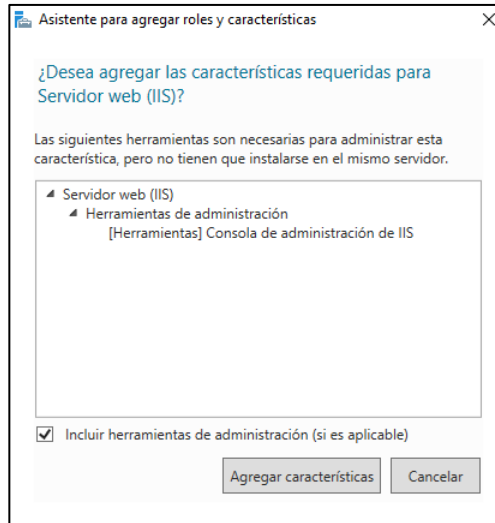 Asistente para agregar roles y características
¿Desea agregar las características requeridas para
Servidor web (IIS)?
Las siguientes herramientas son necesarias para administrar esta
característica, pero no tienen que instalarse en el mismo servidor.
Servidor web (IIS)
Herramientas de administración
[Herramientas] Consola de administración de IIS
Incluir herramientas de administración (si es aplicable)
Agregar características Cancelar